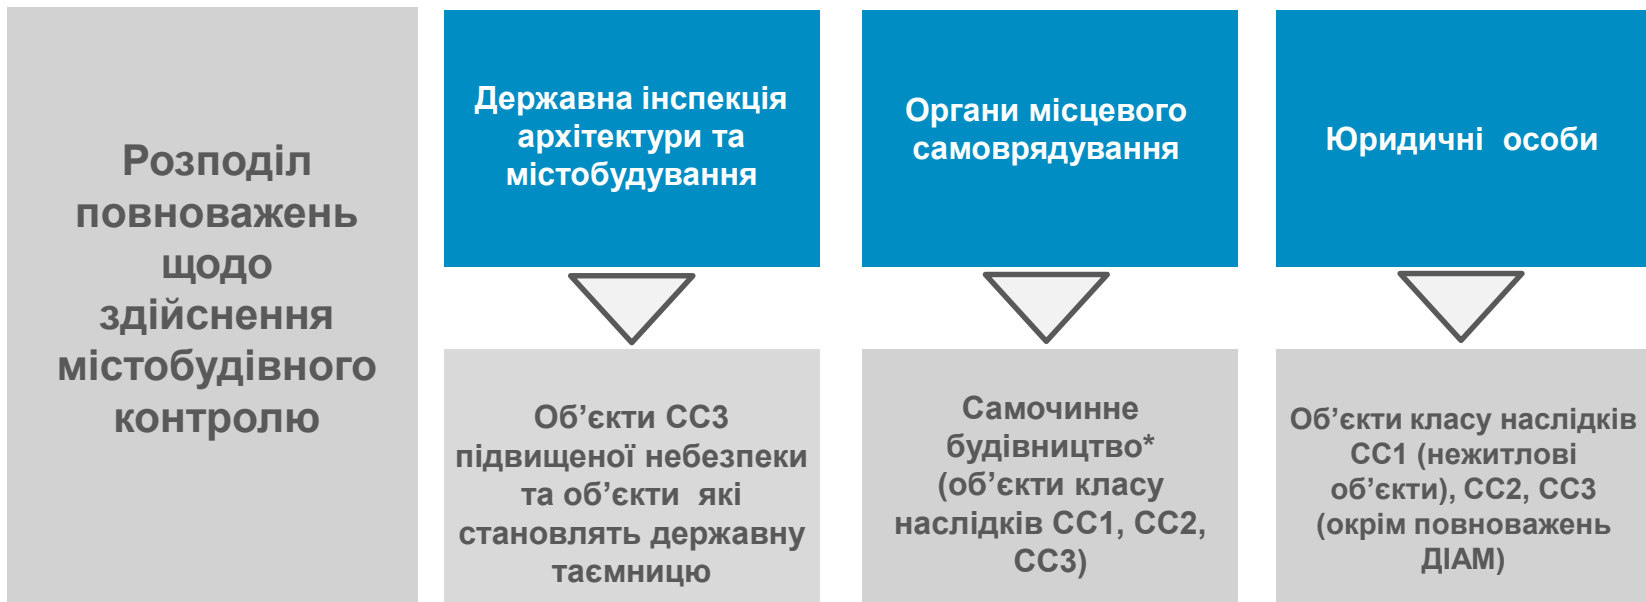 Розподіл
повноважень
щодо
здійснення
містобудівного
контролю
Державна інспекція
архітектури та
містобудування
Органи місцевого
самоврядування
Юридичні особи
Об’єкти СС3
підвищеної небезпеки
та об’єкти які
становлять державну
таємницю
Самочинне
будівництво*
(об’єкти класу
наслідків СС1, СС2,
СС3)
Об’єкти класу наслідків
СС1 (нежитлові
об’єкти), СС2, СС3
(окрім повноважень
ДІАМ)